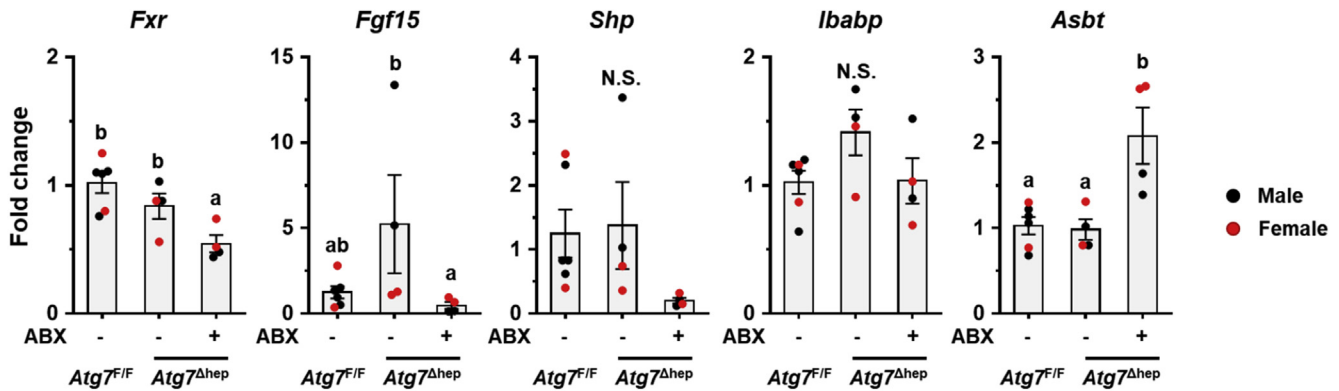 Fxr Fgf15 Shp Ibabp Asbt
Fold change
2 1 0 b b a
15 10 5 0 ab b a
4 3 2 1 0 N.S.
2 1 0 N.S.
3 2 1 0 a a b
Male
Female
ABX - - + ABX - - + ABX - - + ABX - - + ABX - - +
Atg7F/F Atg7Δhep Atg7F/F Atg7Δhep Atg7F/F Atg7Δhep Atg7F/F Atg7Δhep Atg7F/F Atg7Δhep